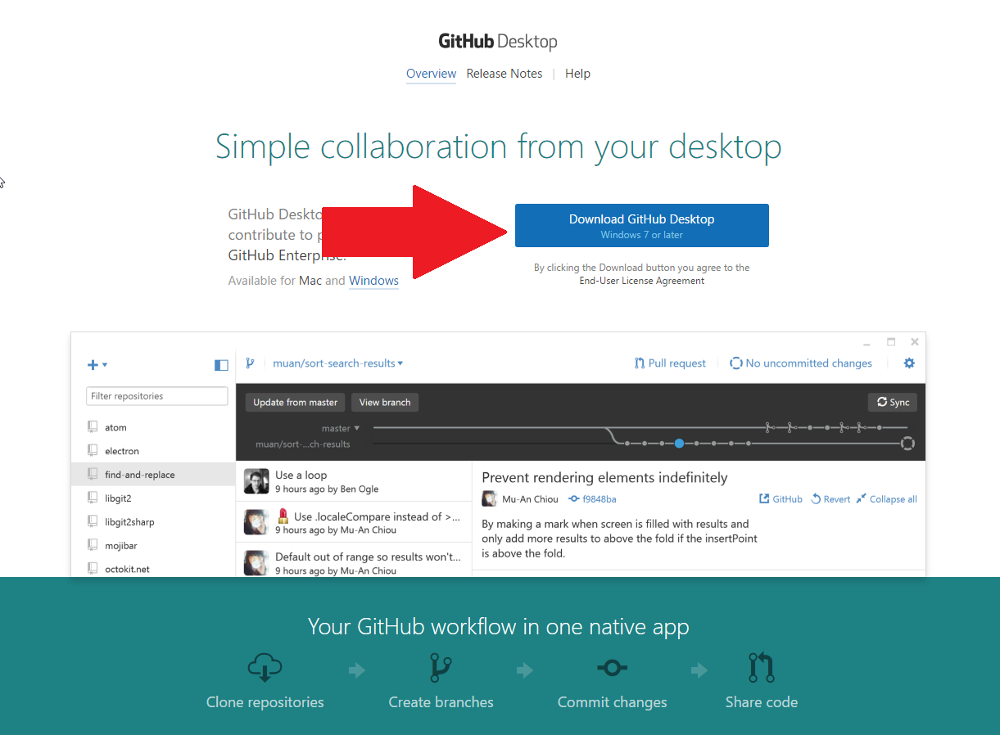 GitHub Desktop
Overview Release Notes | Help
Simple collaboration from your desktop
GitHub
contribute to
GitHub
Available for Mac and Windows
Download GitHub Desktop
Windows 7 or later
By clicking the Download button you agree to the
End-User License Agreement
muan/sort-search-results
Pull request
No uncommitted changes
Filter repositories
atom
electron
find-and-replace
libgit2
libgit2sharp
mojibar
octokit.net
Update from master
View branch
Sync
master
muan/sort-...ch-results
Use a loop
9 hours ago by Ben Ogle
💄 Use .localeCompare instead of >...
9 hours ago by Mu-An Chiou
Default out of range so results won't...
9 hours ago by Mu-An Chiou
Prevent rendering elements indefinitely
Mu-An Chiou f9848ba
GitHub Revert Collapse all
By making a mark when screen is filled with results and
only add more results to above the fold if the insertPoint
is above the fold.
Your GitHub workflow in one native app
Clone repositories
Create branches
Commit changes
Share code